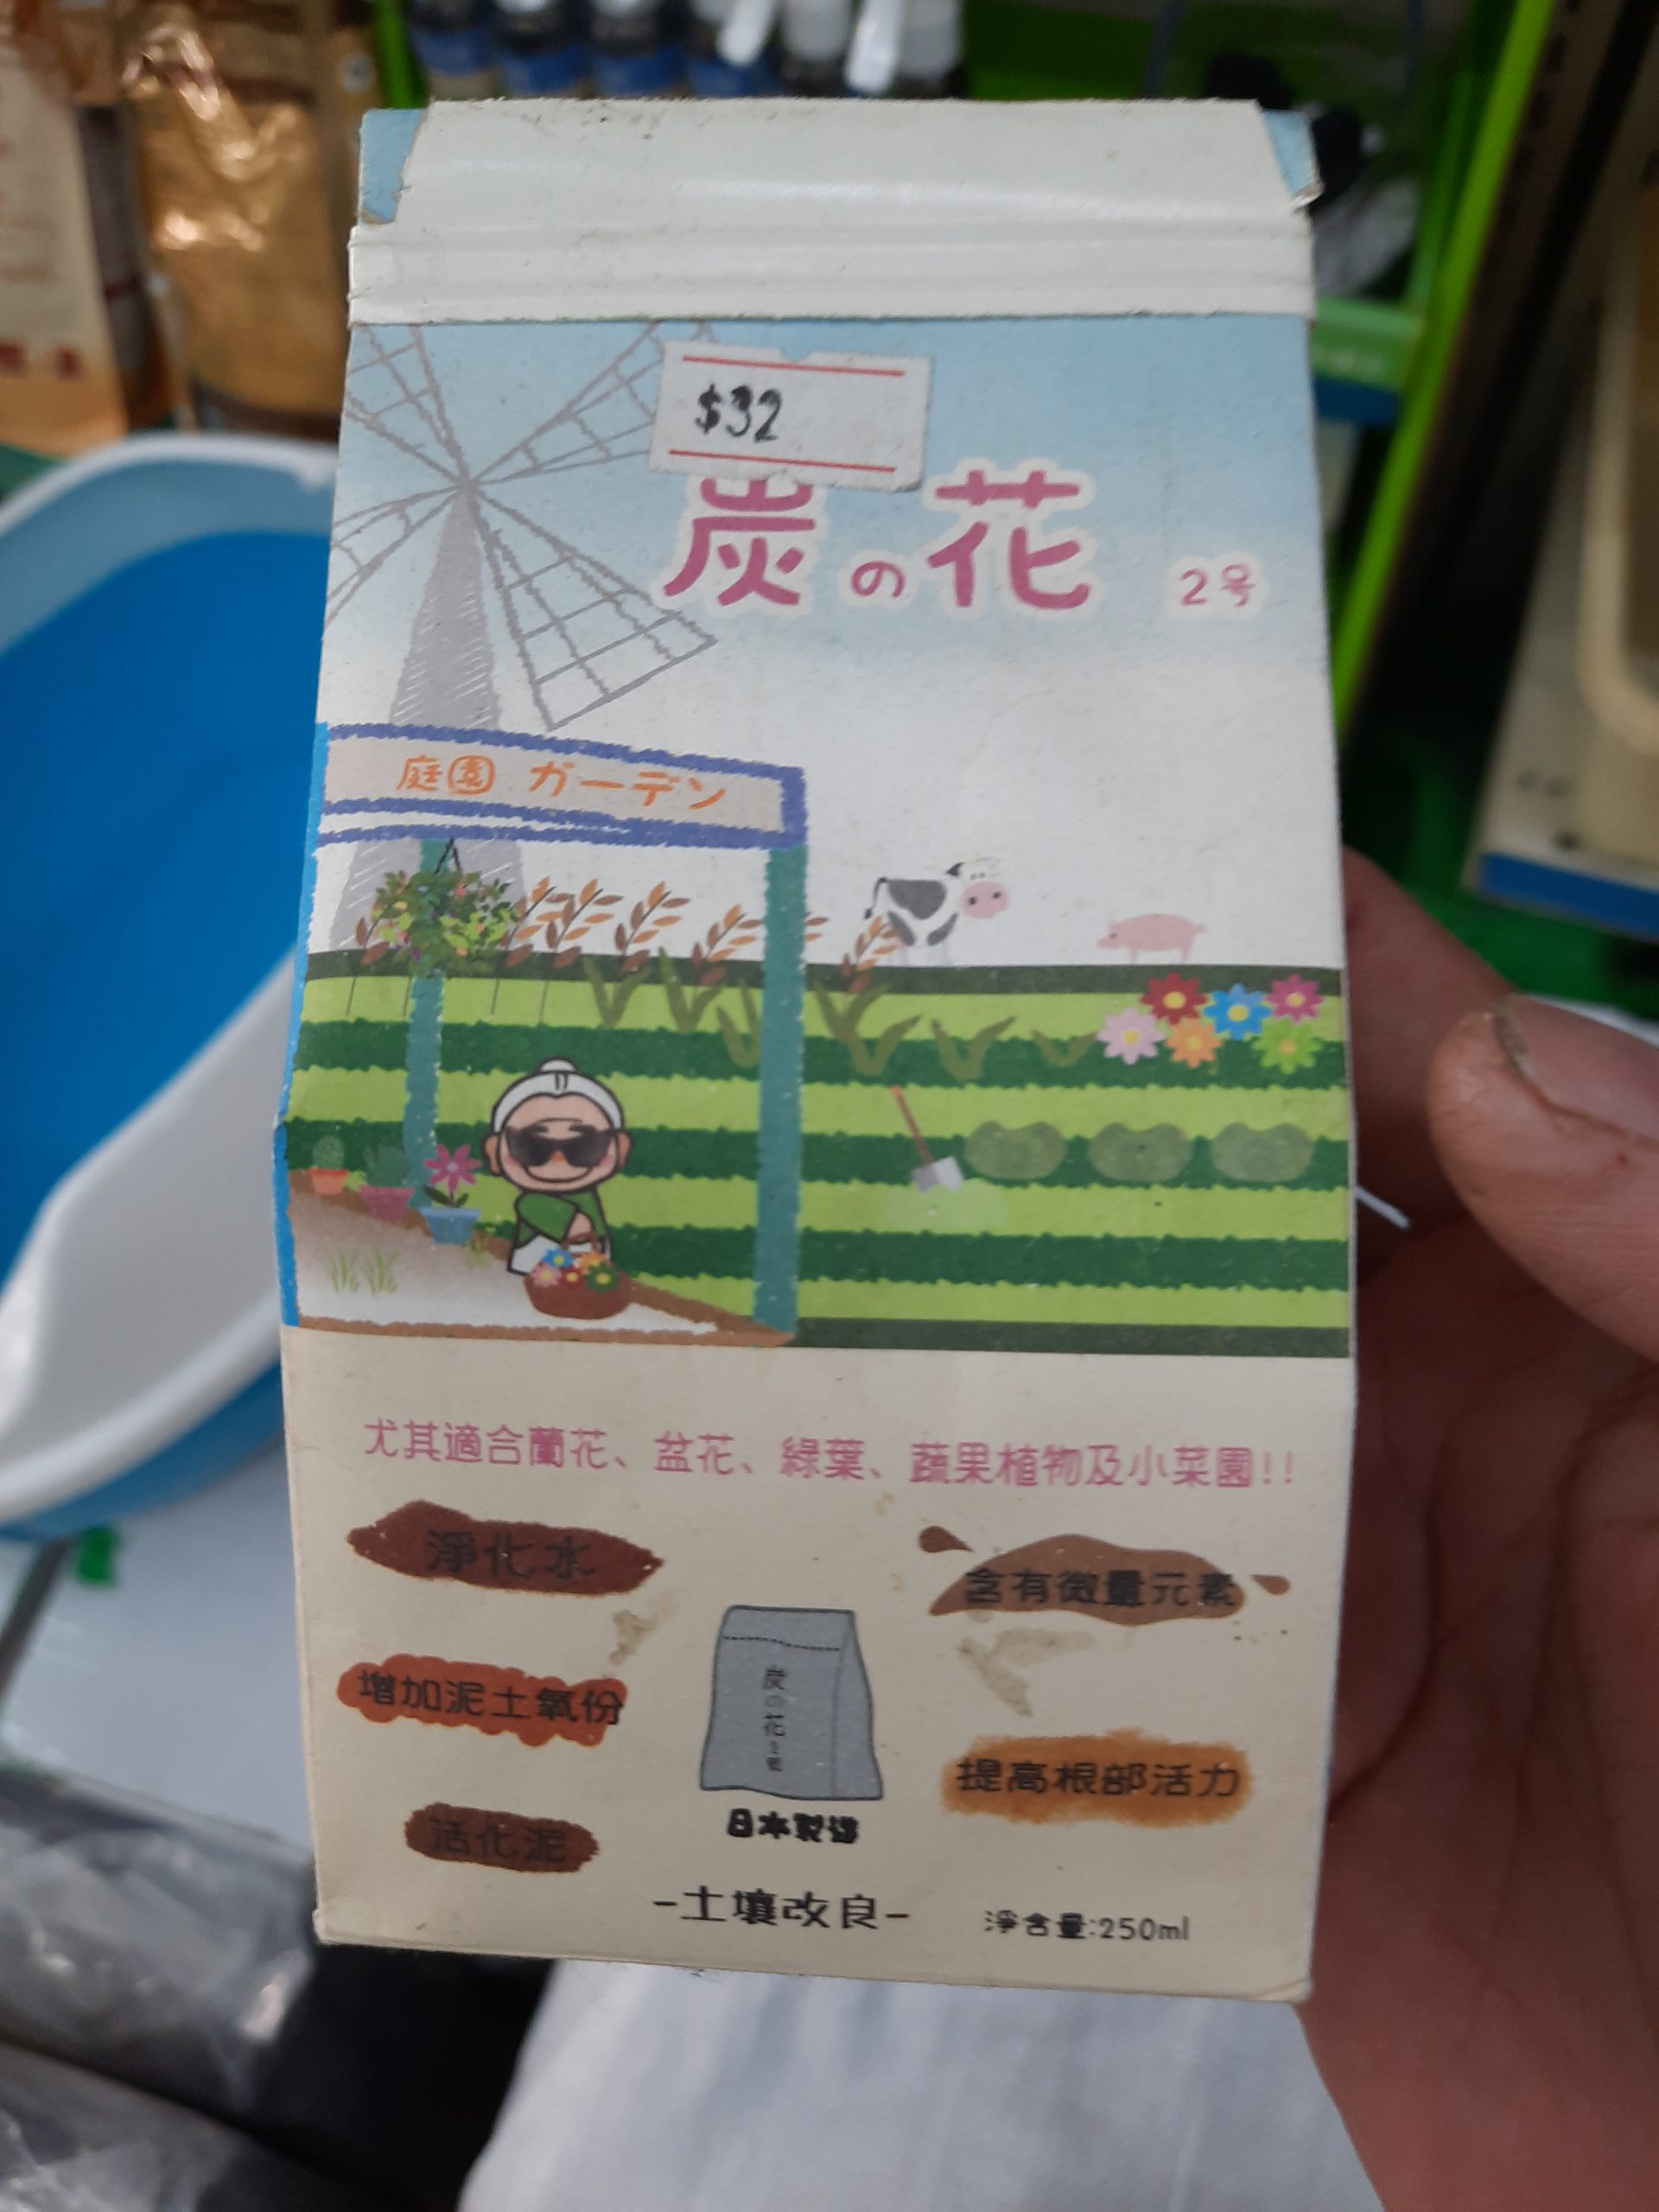 $32
炭の花 2号
庭園 ガーデン
尤其適合蘭花、盆花、綠葉、蔬果植物及小菜園!!
淨化水
含有微量元素
增加泥土氧份
炭の花
提高根部活力
日本製造
活化泥
-土壤改良-
淨含量:250ml